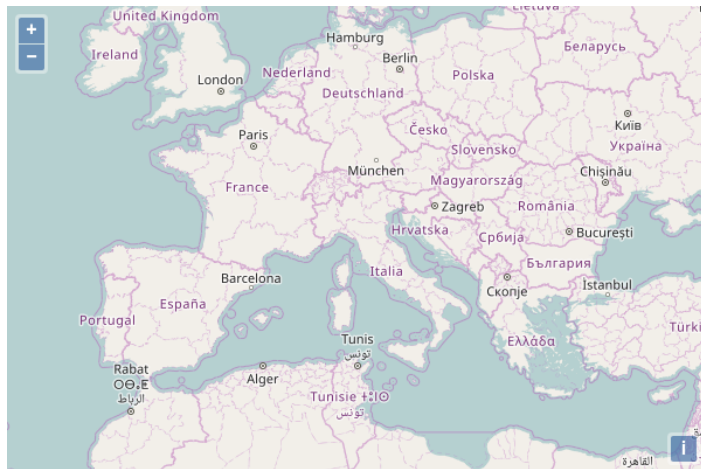 +
−
United Kingdom
Lietuva
Hamburg
Беларусь
Ireland
Berlin
London
Nederland
Polska
Deutschland
Київ
Česko
Україна
Paris
Slovensko
München
Chișinău
France
Magyarország
Zagreb
România
Hrvatska
București
Србија
България
Italia
Barcelona
İstanbul
Скопје
España
Portugal
Türki
Tunis
تونس
Ελλάδα
Rabat
ⵔⴱⴰⵟ
الرباط
Alger
Tunisie ⵜⵓⵏⵙ
تونس
القاهرة
i